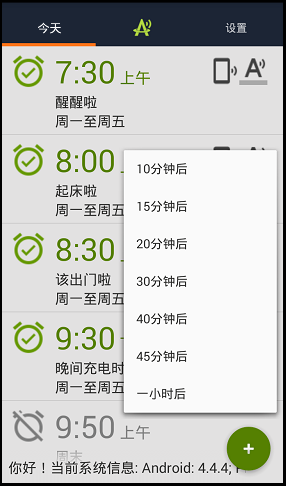 今天
设置
7:30 上午
醒醒啦
周一至周五
8:00
起床啦
周一至周五
8:30
该出门啦
周一至周五
9:30
晚间充电时
周一至周五
9:50 上午
周末
10分钟后
15分钟后
20分钟后
30分钟后
40分钟后
45分钟后
一小时后
你好！当前系统信息: Android: 4.4.4;